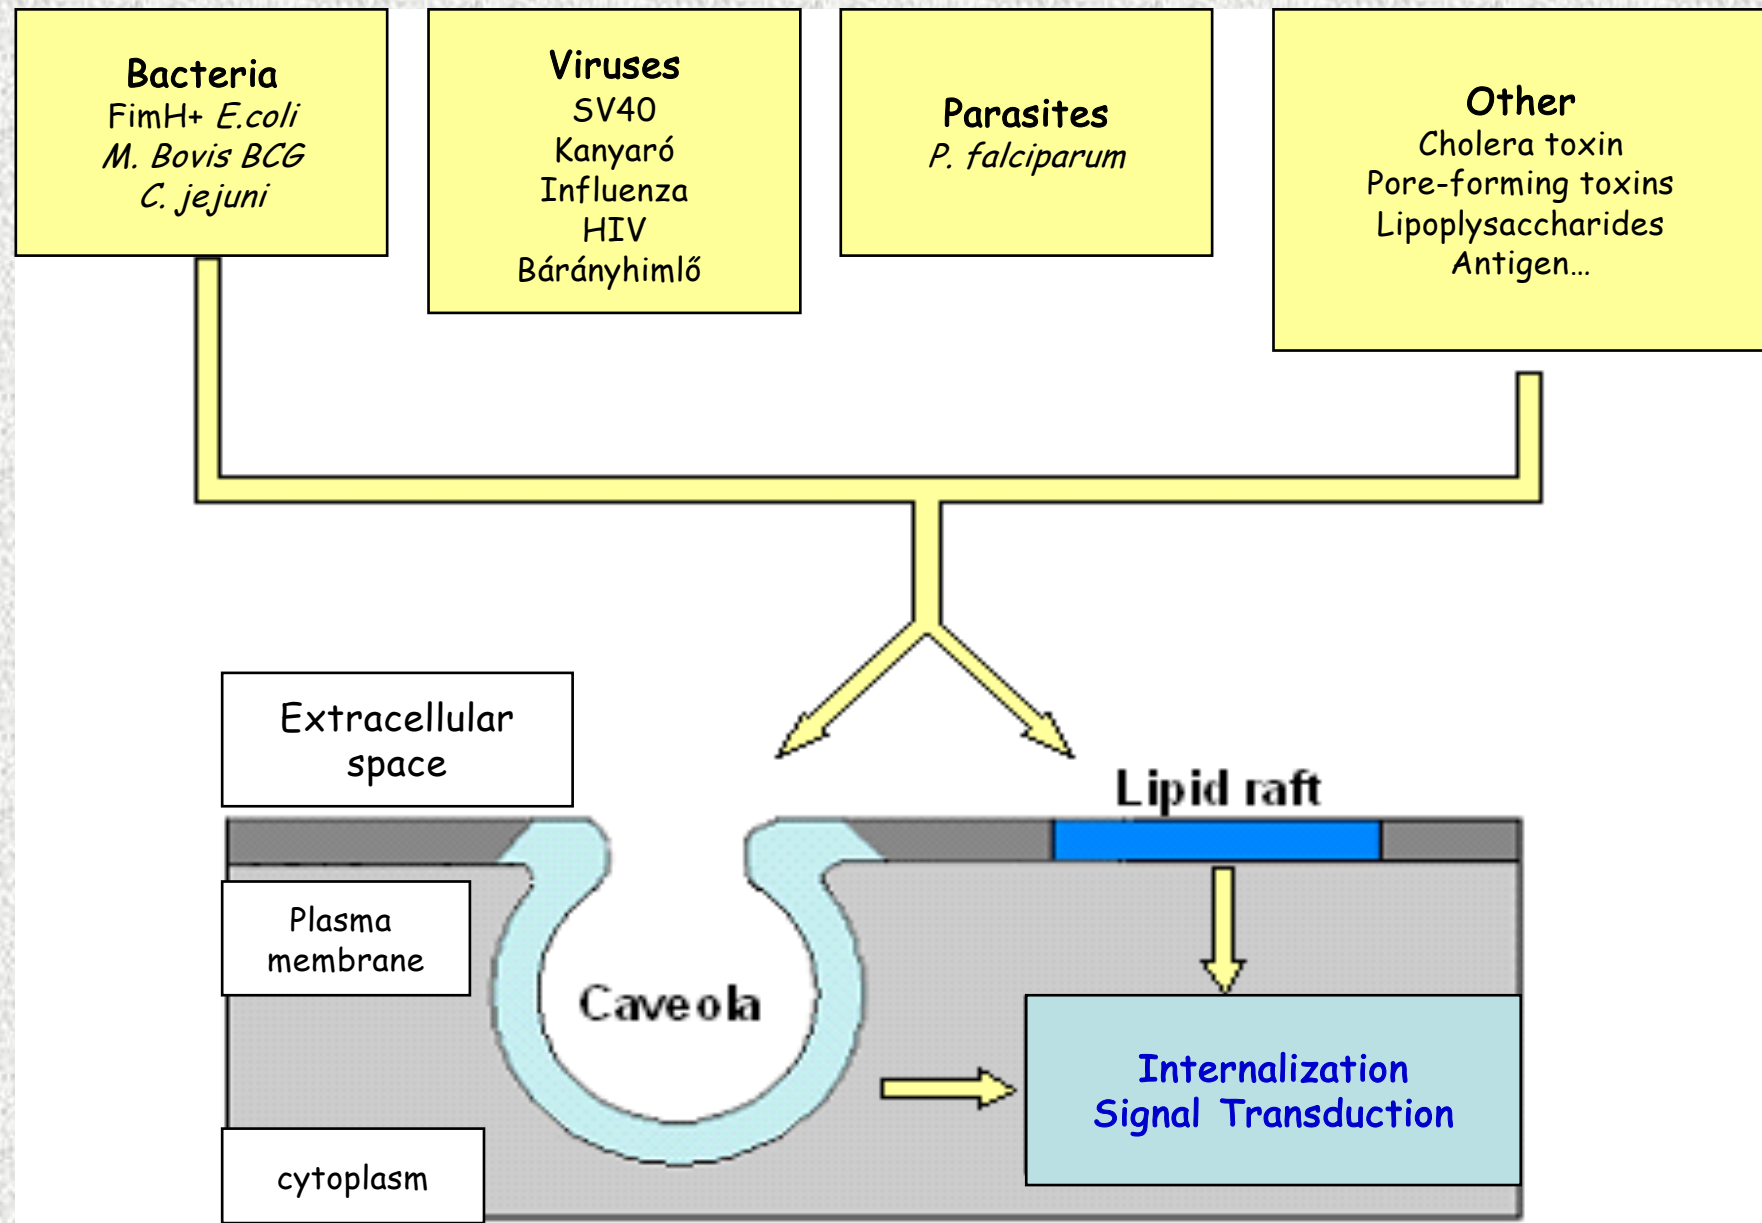 Bacteria
FimH+ E.coli
M. Bovis BCG
C. jejuni
Viruses
SV40
Kanyaró
Influenza
HIV
Bárányhimlő
Parasites
P. falciparum
Other
Cholera toxin
Pore-forming toxins
Lipoplysaccharides
Antigen…
Extracellular
space
Lipid raft
Plasma
membrane
Caveola
Internalization
Signal Transduction
cytoplasm